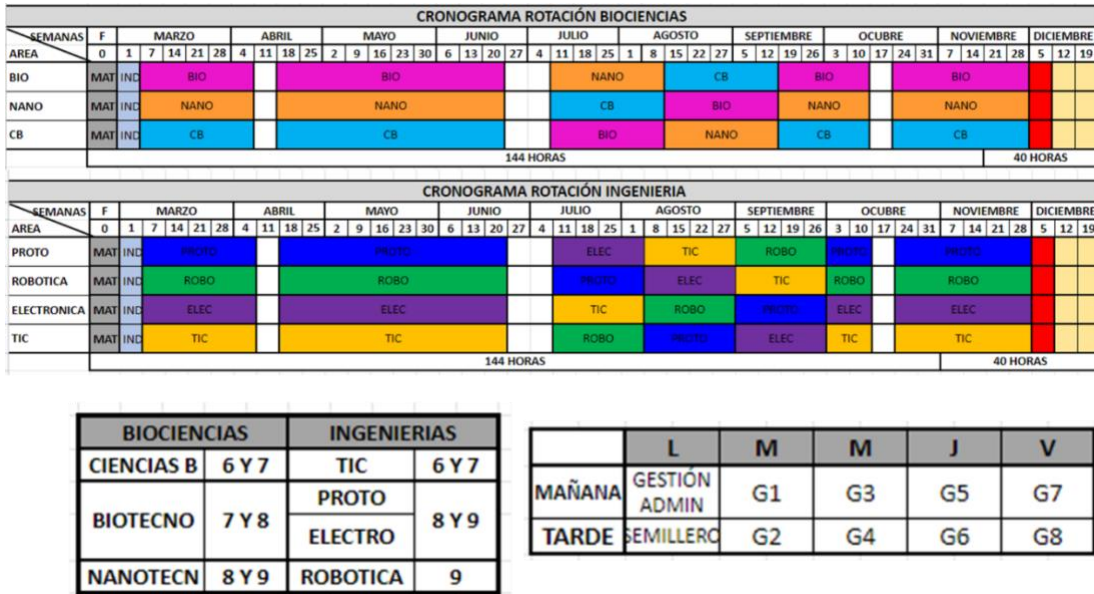 CRONOGRAMA ROTACIÓN BIOCIENCIAS
SEMANAS F MARZO ABRIL MAYO JUNIO JULIO AGOSTO SEPTIEMBRE OCUBRE NOVIEMBRE DICIEMBRE
AREA 0 1 7 14 21 28 4 11 18 25 2 9 16 23 30 6 13 20 27 4 11 18 25 1 8 15 22 27 5 12 19 26 3 10 17 24 31 7 14 21 28 5 12 19
BIO MAT IND BIO BIO NANO CB BIO BIO
NANO MAT IND NANO NANO CB BIO NANO NANO
CB MAT IND CB CB BIO NANO CB CB
144 HORAS 40 HORAS
CRONOGRAMA ROTACIÓN INGENIERIA
SEMANAS F MARZO ABRIL MAYO JUNIO JULIO AGOSTO SEPTIEMBRE OCUBRE NOVIEMBRE DICIEMBRE
AREA 0 1 7 14 21 28 4 11 18 25 2 9 16 23 30 6 13 20 27 4 11 18 25 1 8 15 22 27 5 12 19 26 3 10 17 24 31 7 14 21 28 5 12 19
PROTO MAT IND PROTO PROTO ELEC TIC ROBO PROTO PROTO
ROBOTICA MAT IND ROBO ROBO PROTO ELEC TIC ROBO ROBO
ELECTRONICA MAT IND ELEC ELEC TIC ROBO PROTO ELEC ELEC
TIC MAT IND TIC TIC ROBO PROTO ELEC TIC TIC
144 HORAS 40 HORAS
BIOCIENCIAS INGENIERIAS
CIENCIAS B 6 Y 7 TIC 6 Y 7
BIOTECNO 7 Y 8 PROTO 8 Y 9
ELECTRO
NANOTECN 8 Y 9 ROBOTICA 9
L M M J V
MAÑANA GESTIÓN ADMIN G1 G3 G5 G7
TARDE SEMILLERO G2 G4 G6 G8